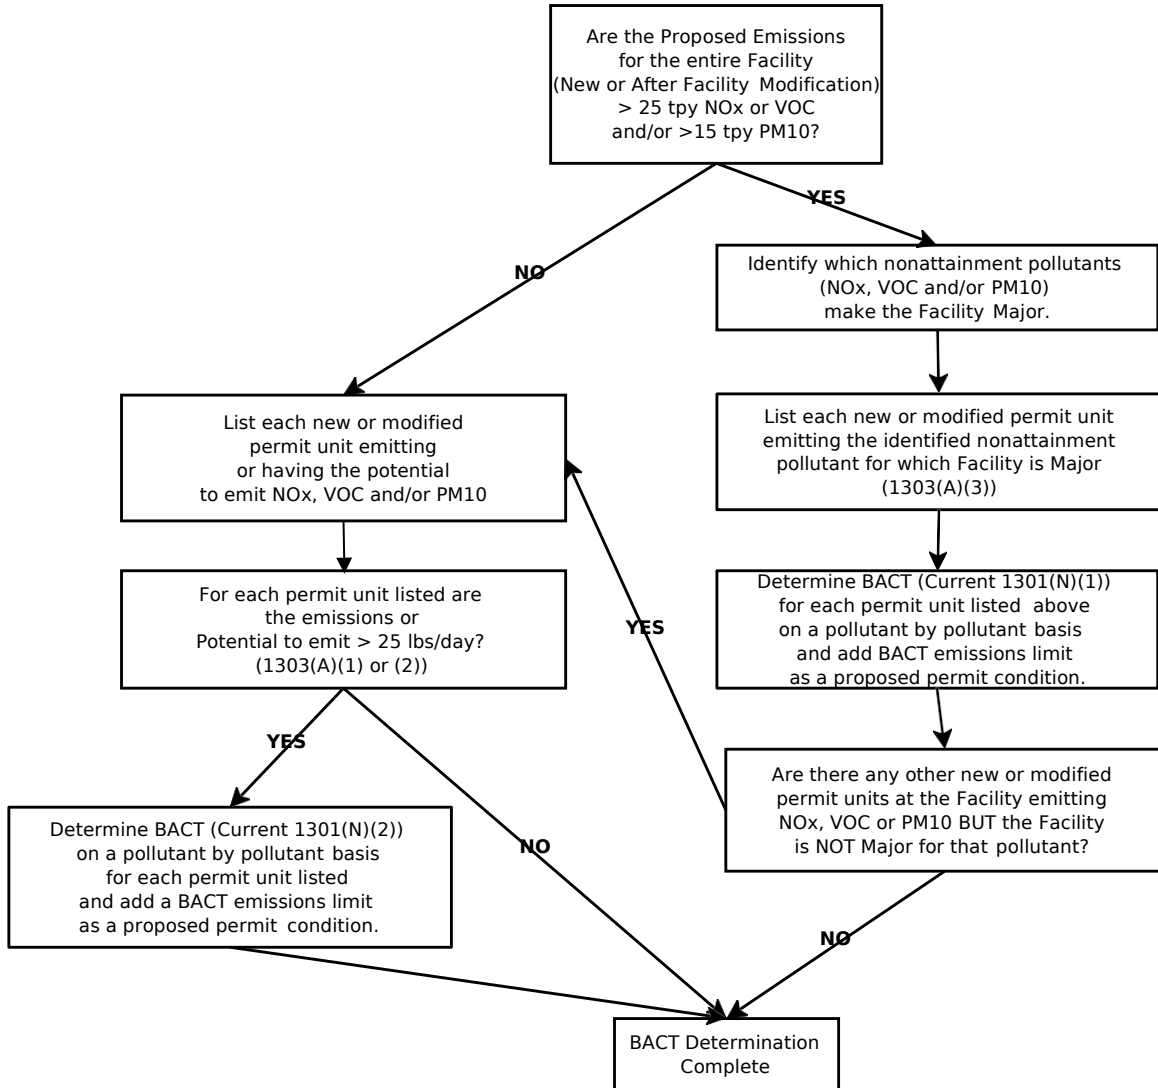 Are the Proposed Emissions
for the entire Facility
(New or After Facility Modification)
> 25 tpy NOx or VOC
and/or >15 tpy PM10?
YES
NO
Identify which nonattainment pollutants
(NOx, VOC and/or PM10)
make the Facility Major.
List each new or modified
permit unit emitting
or having the potential
to emit NOx, VOC and/or PM10
List each new or modified permit unit
emitting the identified nonattainment
pollutant for which Facility is Major
(1303(A)(3))
For each permit unit listed are
the emissions or
Potential to emit > 25 lbs/day?
(1303(A)(1) or (2))
Determine BACT (Current 1301(N)(1))
for each permit unit listed above
on a pollutant by pollutant basis
and add BACT emissions limit
as a proposed permit condition.
YES
YES
Are there any other new or modified
permit units at the Facility emitting
NOx, VOC or PM10 BUT the Facility
is NOT Major for that pollutant?
Determine BACT (Current 1301(N)(2))
on a pollutant by pollutant basis
for each permit unit listed
and add a BACT emissions limit
as a proposed permit condition.
NO
NO
BACT Determination
Complete